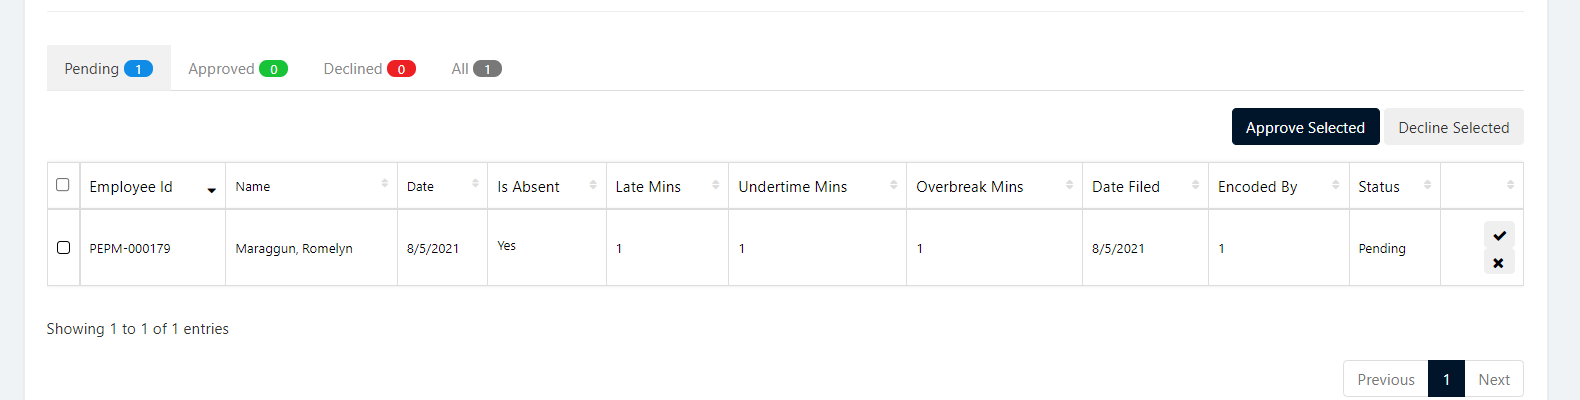 Pending 1 Approved 0 Declined 0 All 1
Approve Selected Decline Selected
Employee Id Name Date Is Absent Late Mins Undertime Mins Overbreak Mins Date Filed Encoded By Status
PEPM-000179 Maraggun, Romelyn 8/5/2021 Yes 1 1 1 8/5/2021 1 Pending
Showing 1 to 1 of 1 entries
Previous 1 Next